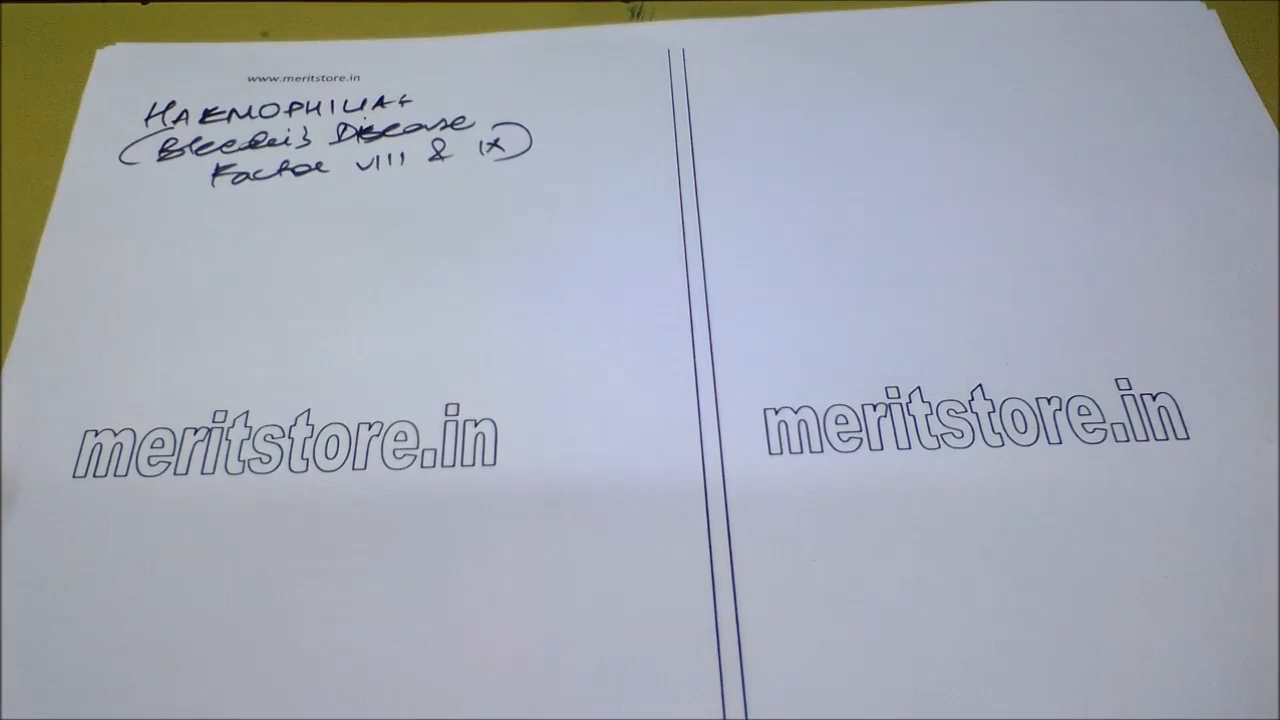 www.meritstore.in
HAEMOPHILIA
(Bleeder's Disease
Factor VIII & IX)
meritstore.in
meritstore.in